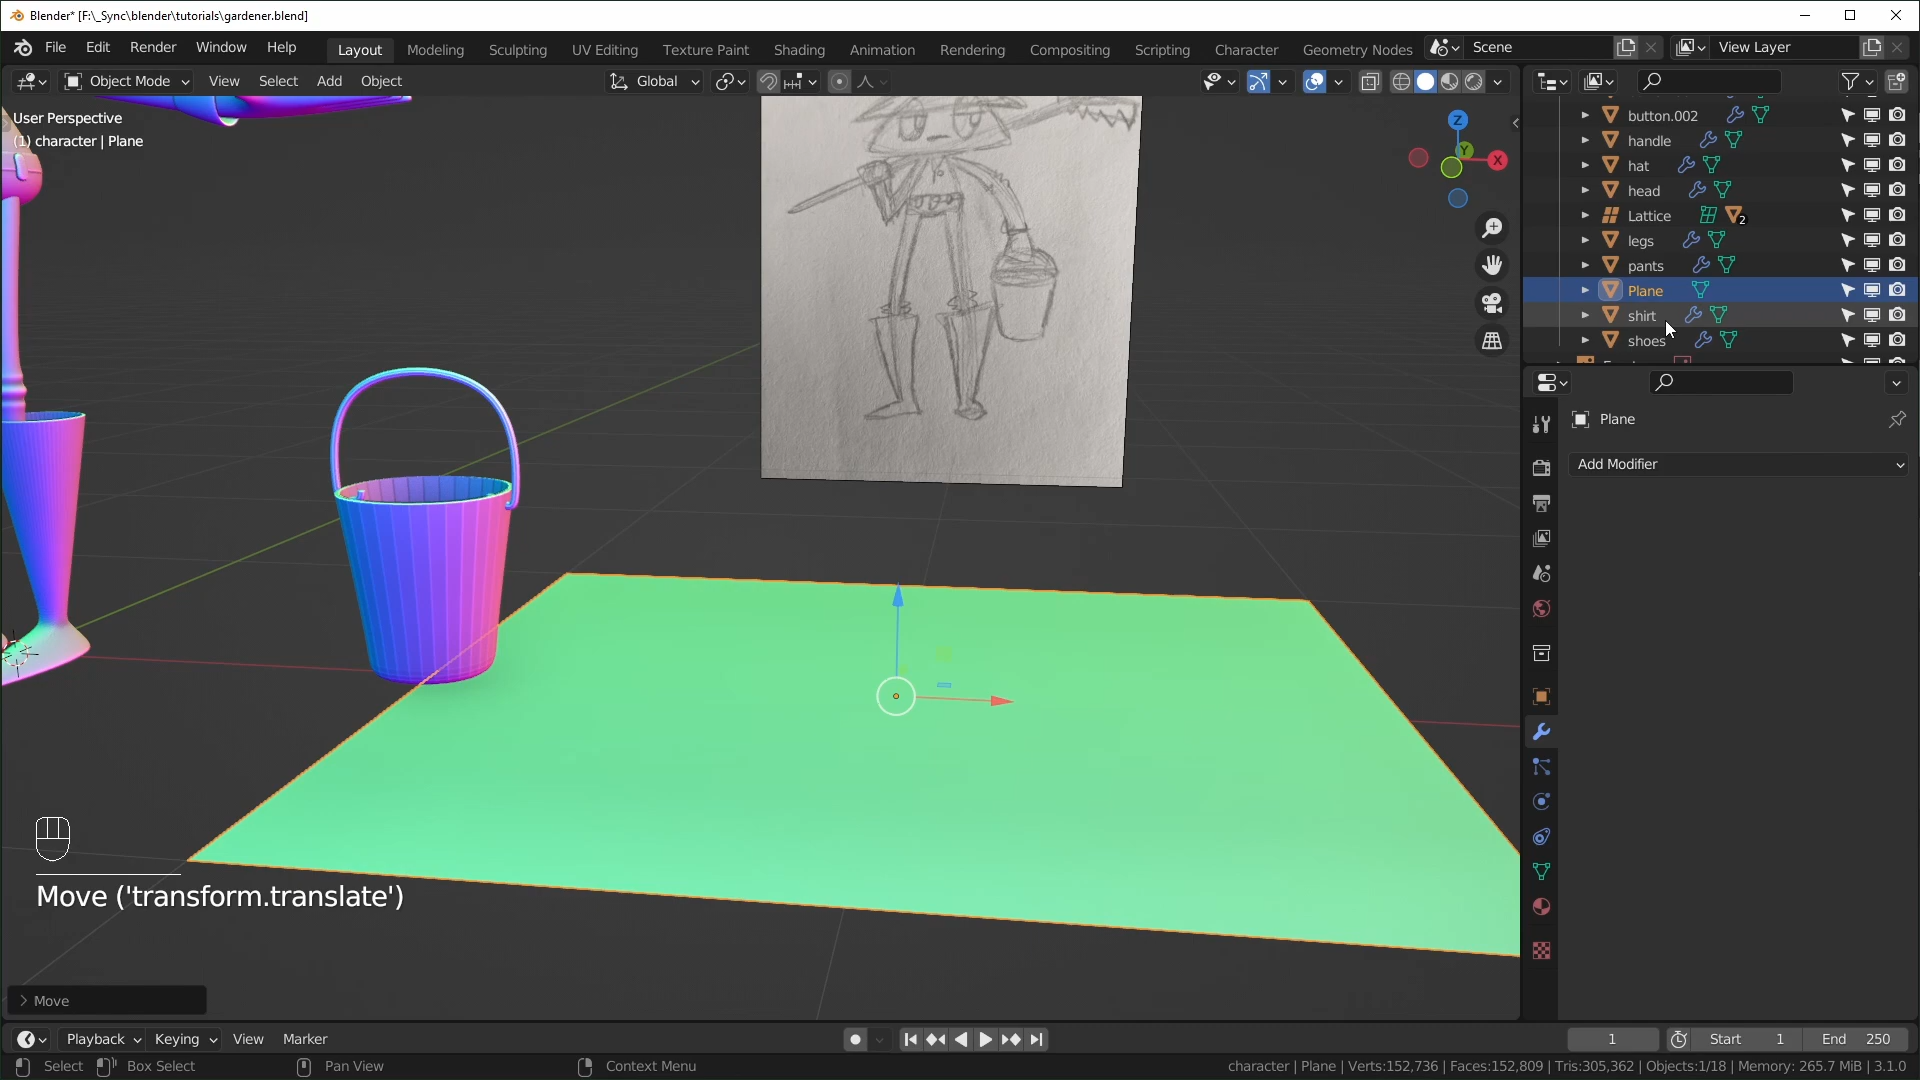 Blender* [F:\_Sync\blender\tutorials\gardener.blend]
File Edit Render Window Help
Layout Modeling Sculpting UV Editing Texture Paint Shading Animation Rendering Compositing Scripting Character Geometry Nodes
Scene
View Layer
Object Mode View Select Add Object
Global
User Perspective
(1) character | Plane
Z
Y
X
button.002
handle
hat
head
Lattice 2
legs
pants
Plane
shirt
shoes
Plane
Add Modifier
Move ('transform.translate')
Move
Playback Keying View Marker
1
Start 1
End 250
Select Box Select Pan View Context Menu
character | Plane | Verts:152,736 | Faces:152,809 | Tris:305,362 | Objects:1/18 | Memory: 265.7 MiB | 3.1.0